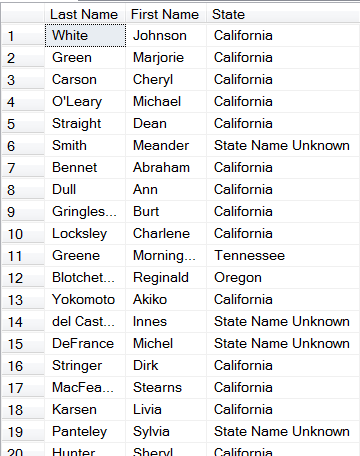 Last Name First Name State
1 White Johnson California
2 Green Marjorie California
3 Carson Cheryl California
4 O'Leary Michael California
5 Straight Dean California
6 Smith Meander State Name Unknown
7 Bennet Abraham California
8 Dull Ann California
9 Gringles... Burt California
10 Locksley Charlene California
11 Greene Morning... Tennessee
12 Blotchet... Reginald Oregon
13 Yokomoto Akiko California
14 del Cast... Innes State Name Unknown
15 DeFrance Michel State Name Unknown
16 Stringer Dirk California
17 MacFea... Stearns California
18 Karsen Livia California
19 Panteley Sylvia State Name Unknown
20 Hunter Sheryl California